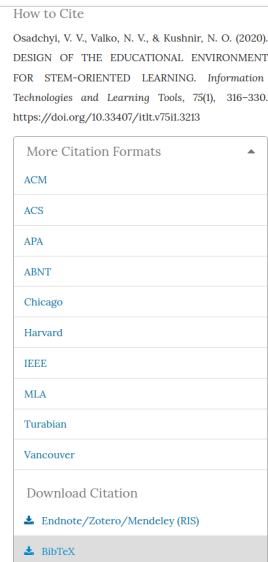 How to Cite
Osadchyi, V. V., Valko, N. V., & Kushnir, N. O. (2020).
DESIGN OF THE EDUCATIONAL ENVIRONMENT
FOR STEM-ORIENTED LEARNING. Information
Technologies and Learning Tools, 75(1), 316–330.
https://doi.org/10.33407/itlt.v75i1.3213
More Citation Formats
ACM
ACS
APA
ABNT
Chicago
Harvard
IEEE
MLA
Turabian
Vancouver
Download Citation
Endnote/Zotero/Mendeley (RIS)
BibTeX